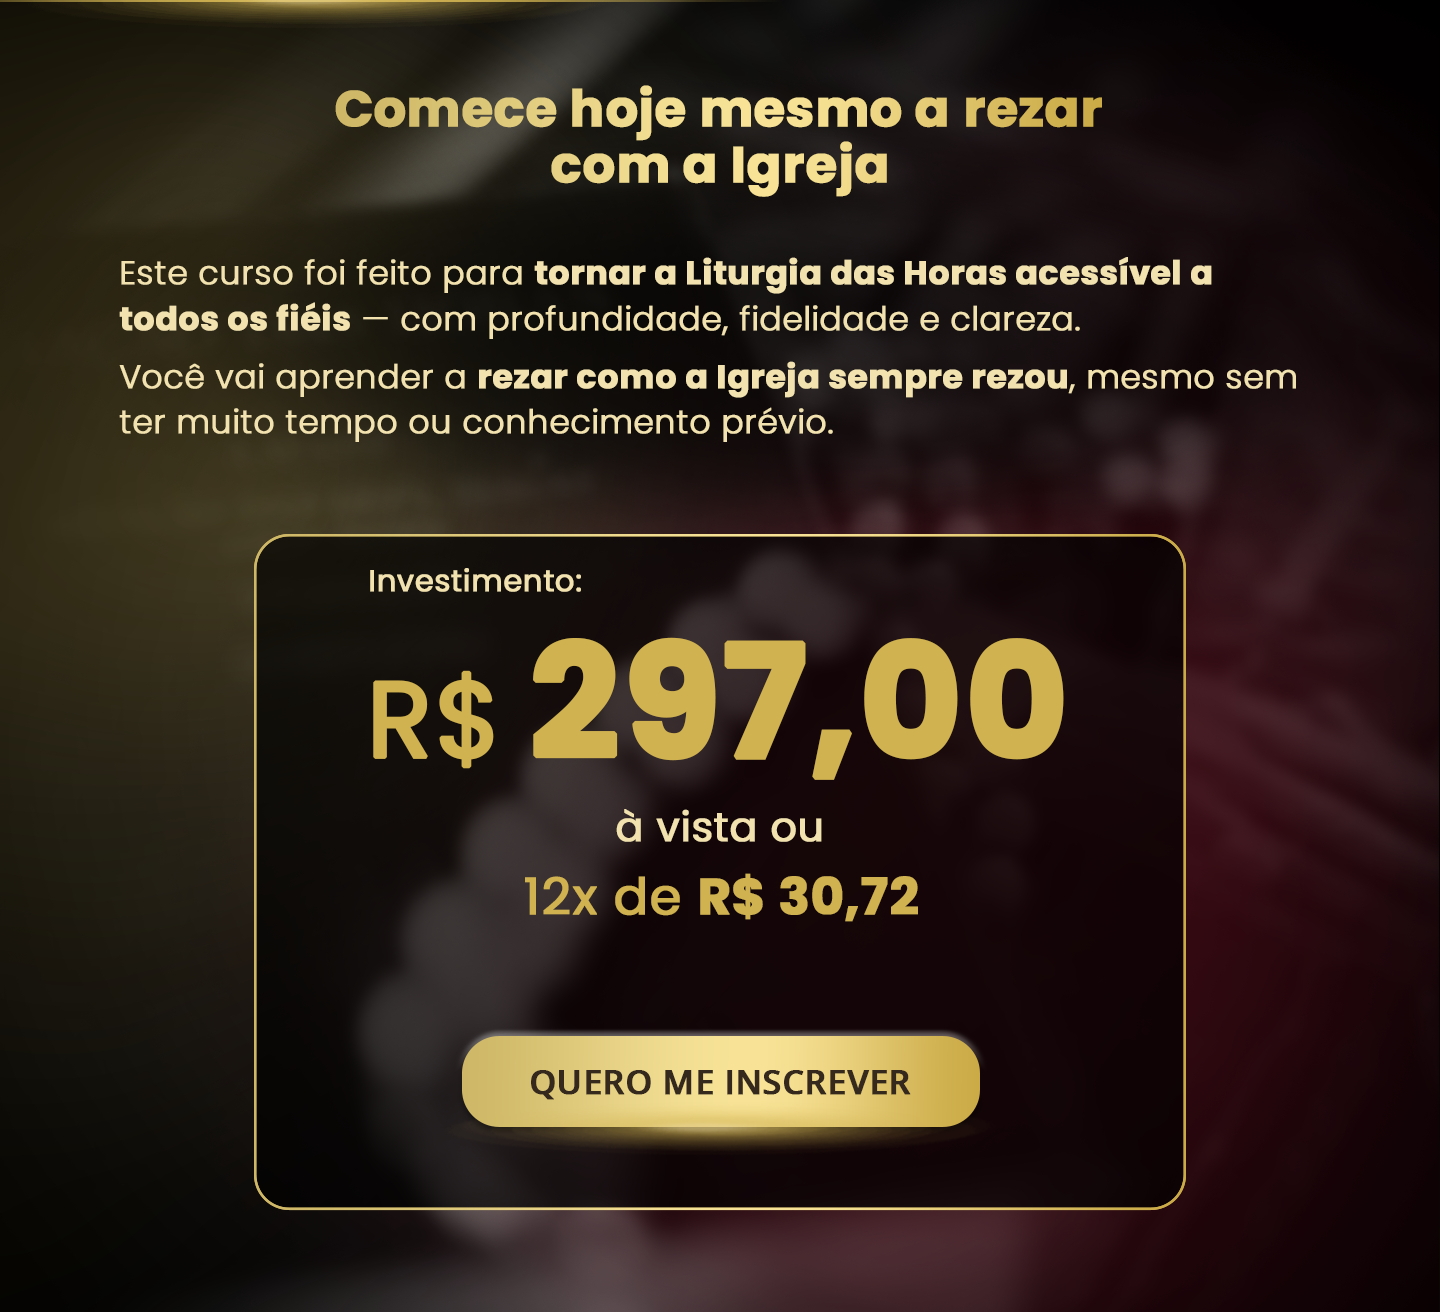 Comece hoje mesmo a rezar
com a Igreja
Este curso foi feito para tornar a Liturgia das Horas acessível a
todos os fiéis — com profundidade, fidelidade e clareza.
Você vai aprender a rezar como a Igreja sempre rezou, mesmo sem
ter muito tempo ou conhecimento prévio.
Investimento:
R$ 297,00
à vista ou
12x de R$ 30,72
QUERO ME INSCREVER